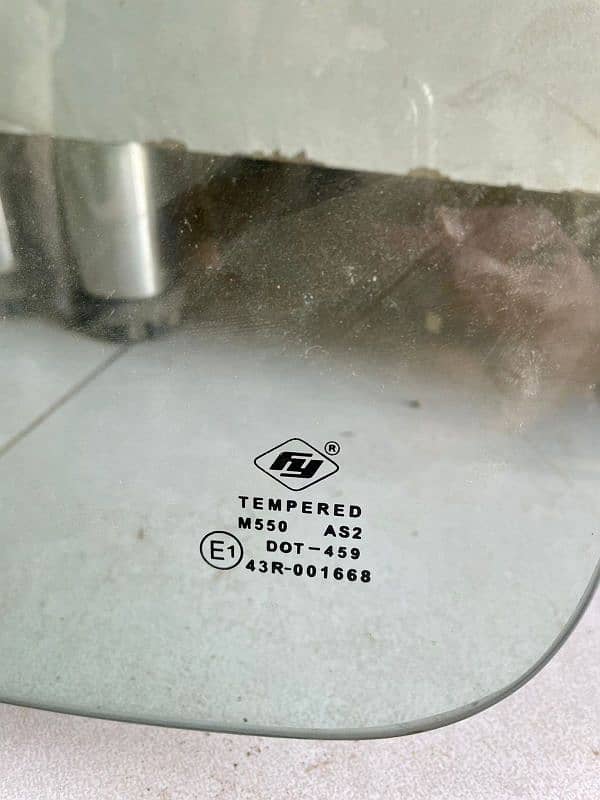 fy ®
TEMPERED
M550 AS2
E1 DOT-459
43R-001668